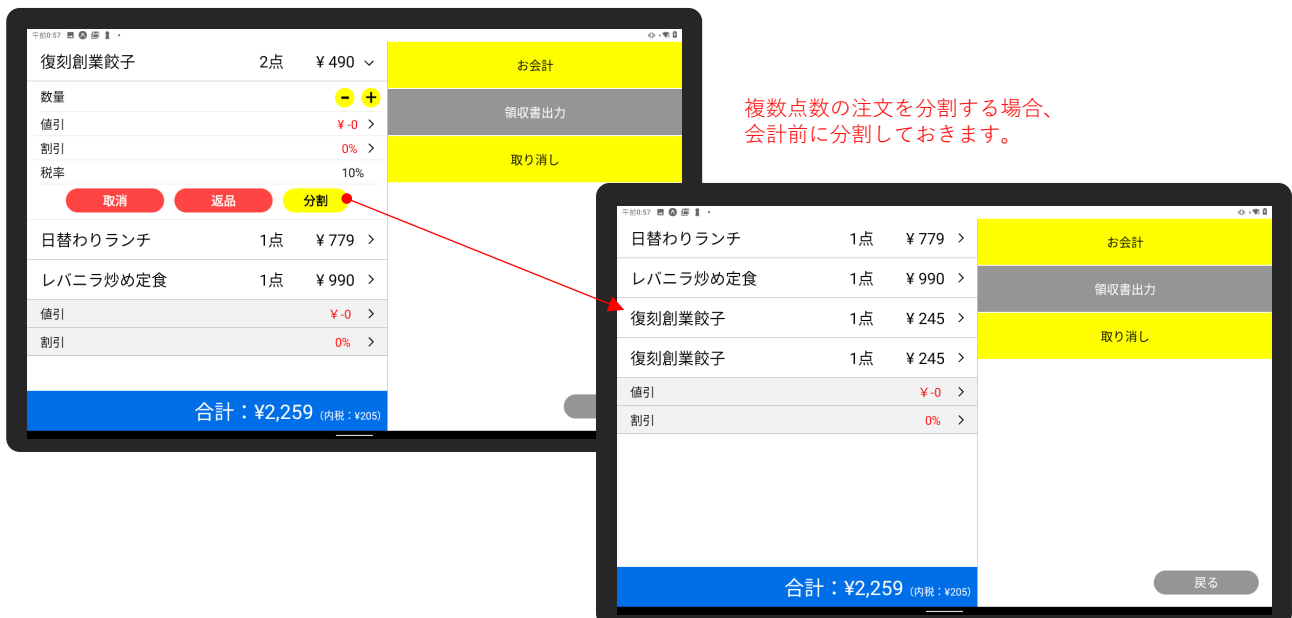 午前0:57
復刻創業餃子 2点 ¥ 490
数量
値引 ¥ -0
割引 0%
税率 10%
取消 返品 分割
日替わりランチ 1点 ¥ 779
レバニラ炒め定食 1点 ¥ 990
値引 ¥ -0
割引 0%
合計：¥2,259 (内税：¥205)
お会計
領収書出力
取り消し
複数点数の注文を分割する場合、
会計前に分割しておきます。
午前0:57
日替わりランチ 1点 ¥ 779
レバニラ炒め定食 1点 ¥ 990
復刻創業餃子 1点 ¥ 245
復刻創業餃子 1点 ¥ 245
値引 ¥ -0
割引 0%
合計：¥2,259 (内税：¥205)
お会計
領収書出力
取り消し
戻る